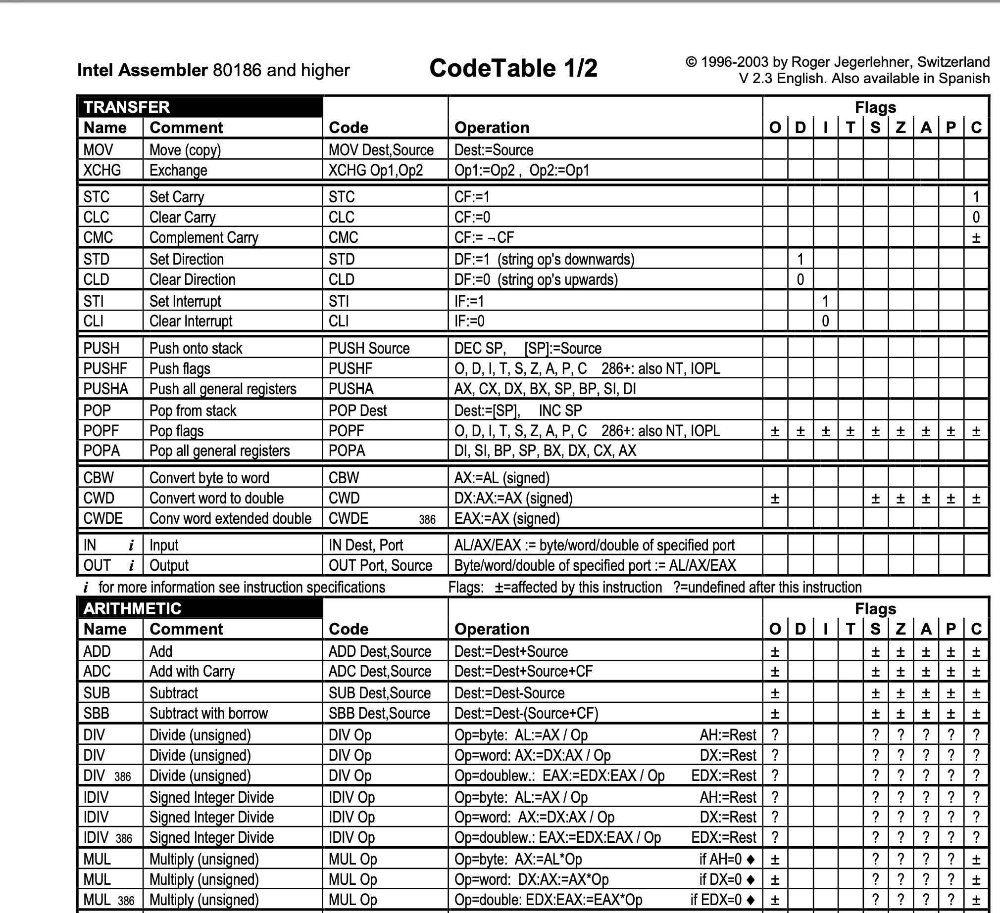 Intel Assembler 80186 and higher CodeTable 1/2 © 1996-2003 by Roger Jegerlehner, Switzerland
V 2.3 English. Also available in Spanish
TRANSFER Flags
Name Comment Code Operation O D I T S Z A P C
MOV Move (copy) MOV Dest,Source Dest:=Source
XCHG Exchange XCHG Op1,Op2 Op1:=Op2 , Op2:=Op1
STC Set Carry STC CF:=1 1
CLC Clear Carry CLC CF:=0 0
CMC Complement Carry CMC CF:= ¬CF ±
STD Set Direction STD DF:=1 (string op's downwards) 1
CLD Clear Direction CLD DF:=0 (string op's upwards) 0
STI Set Interrupt STI IF:=1 1
CLI Clear Interrupt CLI IF:=0 0
PUSH Push onto stack PUSH Source DEC SP, [SP]:=Source
PUSHF Push flags PUSHF O, D, I, T, S, Z, A, P, C 286+: also NT, IOPL
PUSHA Push all general registers PUSHA AX, CX, DX, BX, SP, BP, SI, DI
POP Pop from stack POP Dest Dest:=[SP], INC SP
POPF Pop flags POPF O, D, I, T, S, Z, A, P, C 286+: also NT, IOPL ± ± ± ± ± ± ± ± ±
POPA Pop all general registers POPA DI, SI, BP, SP, BX, DX, CX, AX
CBW Convert byte to word CBW AX:=AL (signed)
CWD Convert word to double CWD DX:AX:=AX (signed) ± ± ± ± ± ±
CWDE Conv word extended double CWDE 386 EAX:=AX (signed)
IN i Input IN Dest, Port AL/AX/EAX := byte/word/double of specified port
OUT i Output OUT Port, Source Byte/word/double of specified port := AL/AX/EAX
i for more information see instruction specifications Flags: ±=affected by this instruction ?=undefined after this instruction
ARITHMETIC Flags
Name Comment Code Operation O D I T S Z A P C
ADD Add ADD Dest,Source Dest:=Dest+Source ± ± ± ± ± ±
ADC Add with Carry ADC Dest,Source Dest:=Dest+Source+CF ± ± ± ± ± ±
SUB Subtract SUB Dest,Source Dest:=Dest-Source ± ± ± ± ± ±
SBB Subtract with borrow SBB Dest,Source Dest:=Dest-(Source+CF) ± ± ± ± ± ±
DIV Divide (unsigned) DIV Op Op=byte: AL:=AX / Op AH:=Rest ? ? ? ? ? ?
DIV Divide (unsigned) DIV Op Op=word: AX:=DX:AX / Op DX:=Rest ? ? ? ? ? ?
DIV 386 Divide (unsigned) DIV Op Op=doublew.: EAX:=EDX:EAX / Op EDX:=Rest ? ? ? ? ? ?
IDIV Signed Integer Divide IDIV Op Op=byte: AL:=AX / Op AH:=Rest ? ? ? ? ? ?
IDIV Signed Integer Divide IDIV Op Op=word: AX:=DX:AX / Op DX:=Rest ? ? ? ? ? ?
IDIV 386 Signed Integer Divide IDIV Op Op=doublew.: EAX:=EDX:EAX / Op EDX:=Rest ? ? ? ? ? ?
MUL Multiply (unsigned) MUL Op Op=byte: AX:=AL*Op if AH=0 ♦ ± ? ? ? ? ±
MUL Multiply (unsigned) MUL Op Op=word: DX:AX:=AX*Op if DX=0 ♦ ± ? ? ? ? ±
MUL 386 Multiply (unsigned) MUL Op Op=double: EDX:EAX:=EAX*Op if EDX=0 ♦ ± ? ? ? ? ±